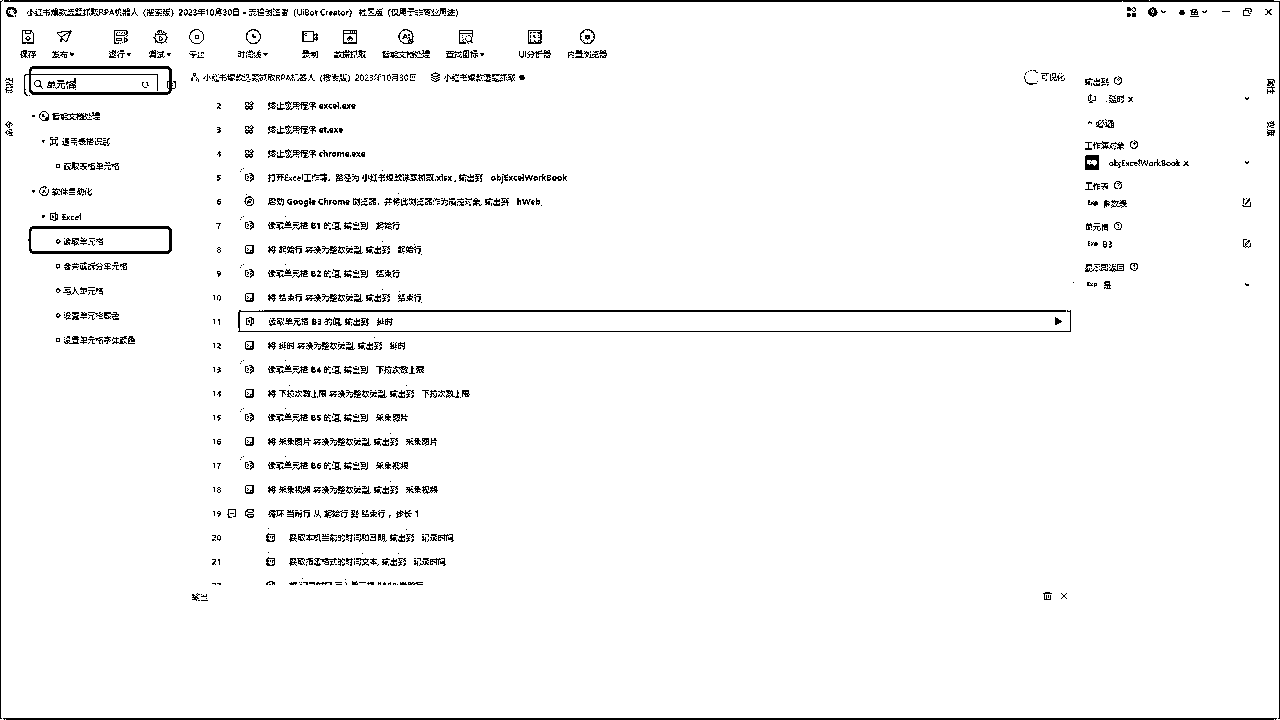 小红书爆款选题抓取RPA机器人（搜索版）2023年10月30日 - 流程创造者（UiBot Creator） 社区版（仅用于非商业用途）
保存 发布 运行 调试 停止 时间线 录制 数据抓取 智能文档处理 查找图标 UI分析器 内置浏览器
单元格
小红书爆款选题抓取RPA机器人（搜索版）2023年10月30日 小红书爆款选题抓取
可视化
智能文档处理
通用表格识别
获取表格单元格
软件自动化
Excel
读取单元格
合并或拆分单元格
写入单元格
设置单元格颜色
设置单元格字体颜色
2 终止应用程序 excel.exe
3 终止应用程序 et.exe
4 终止应用程序 chrome.exe
5 打开Excel工作簿，路径为 小红书爆款选题抓取.xlsx , 输出到 objExcelWorkBook
6 启动 Google Chrome 浏览器，并将此浏览器作为操控对象, 输出到 hWeb
7 读取单元格 B1 的值, 输出到 起始行
8 将 起始行 转换为整数类型, 输出到 起始行
9 读取单元格 B2 的值, 输出到 结束行
10 将 结束行 转换为整数类型, 输出到 结束行
11 读取单元格 B3 的值, 输出到 延时
12 将 延时 转换为整数类型, 输出到 延时
13 读取单元格 B4 的值, 输出到 下拉次数上限
14 将 下拉次数上限 转换为整数类型, 输出到 下拉次数上限
15 读取单元格 B5 的值, 输出到 采集图片
16 将 采集图片 转换为整数类型, 输出到 采集图片
17 读取单元格 B6 的值, 输出到 采集视频
18 将 采集视频 转换为整数类型, 输出到 采集视频
19 循环 当前行 从 起始行 到 结束行 , 步长 1
20 获取本机当前的时间和日期, 输出到 记录时间
21 获取指定格式的时间文本, 输出到 记录时间
输出
输出到
延时 x
必选
工作簿对象
objExcelWorkBook x
工作表
Exp 参数表
单元格
Exp B3
显示即返回
Exp 是